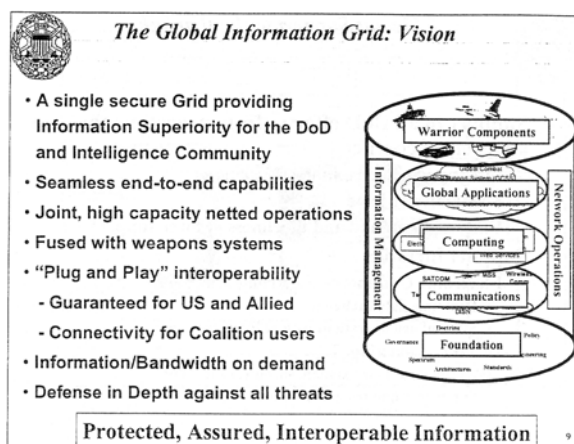 The Global Information Grid: Vision
• A single secure Grid providing
Information Superiority for the DoD
and Intelligence Community
• Seamless end-to-end capabilities
• Joint, high capacity netted operations
• Fused with weapons systems
• "Plug and Play" interoperability
- Guaranteed for US and Allied
- Connectivity for Coalition users
• Information/Bandwidth on demand
• Defense in Depth against all threats
Information Management
Warrior Components
Global Combat
Global Applications
Computing
SATCOM
Communications
DISN
Doctrine
Governance
Policy
Foundation
Spectrum
Architectures
Standards
Network Operations
Protected, Assured, Interoperable Information
9